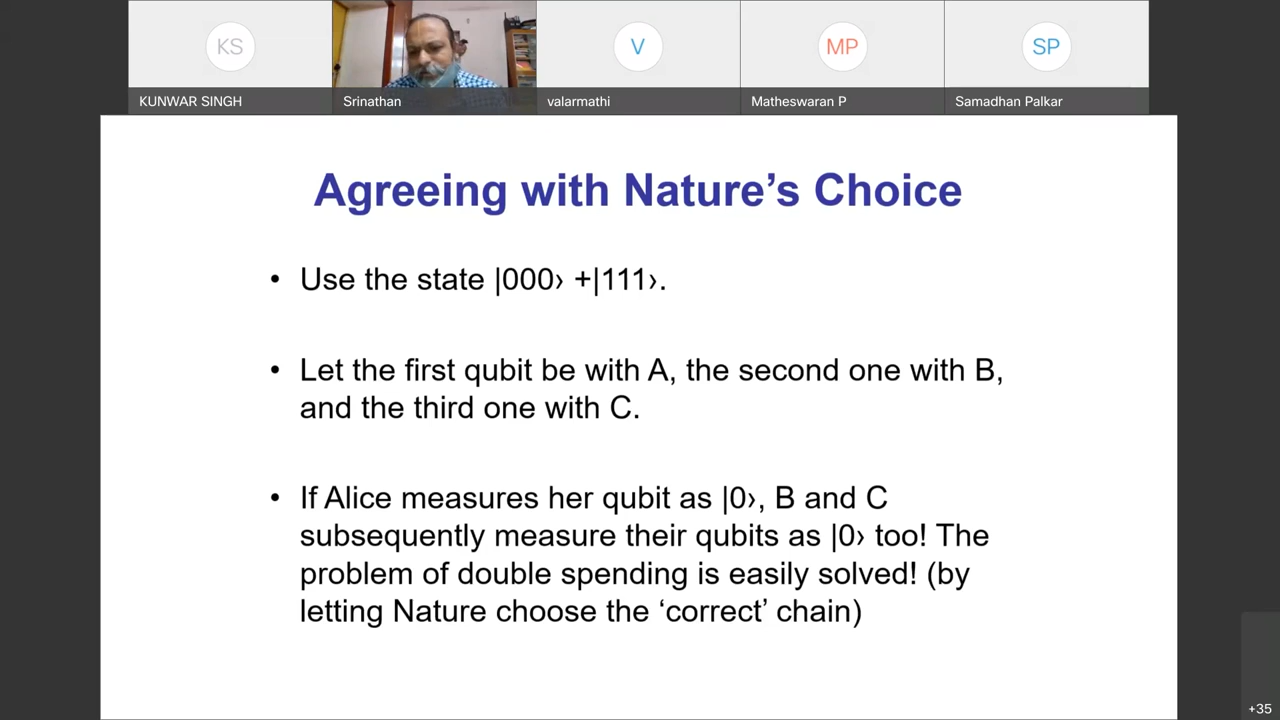 KS
V
MP
SP
KUNWAR SINGH
Srinathan
valarmathi
Matheswaran P
Samadhan Palkar
Agreeing with Nature’s Choice
• Use the state |000› +|111›.
• Let the first qubit be with A, the second one with B,
and the third one with C.
• If Alice measures her qubit as |0›, B and C
subsequently measure their qubits as |0› too! The
problem of double spending is easily solved! (by
letting Nature choose the ‘correct’ chain)
+35